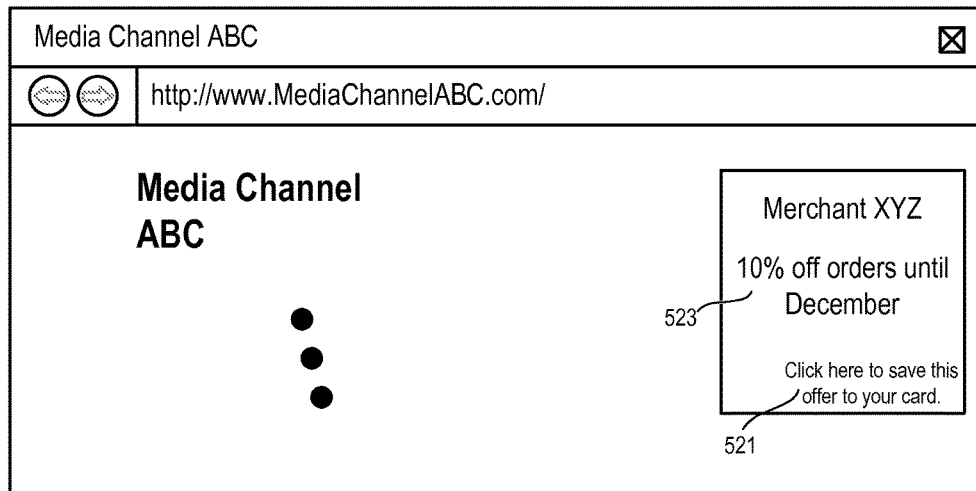 Media Channel ABC
http://www.MediaChannelABC.com/
Media Channel
ABC
Merchant XYZ
10% off orders until
December
523
Click here to save this
offer to your card.
521